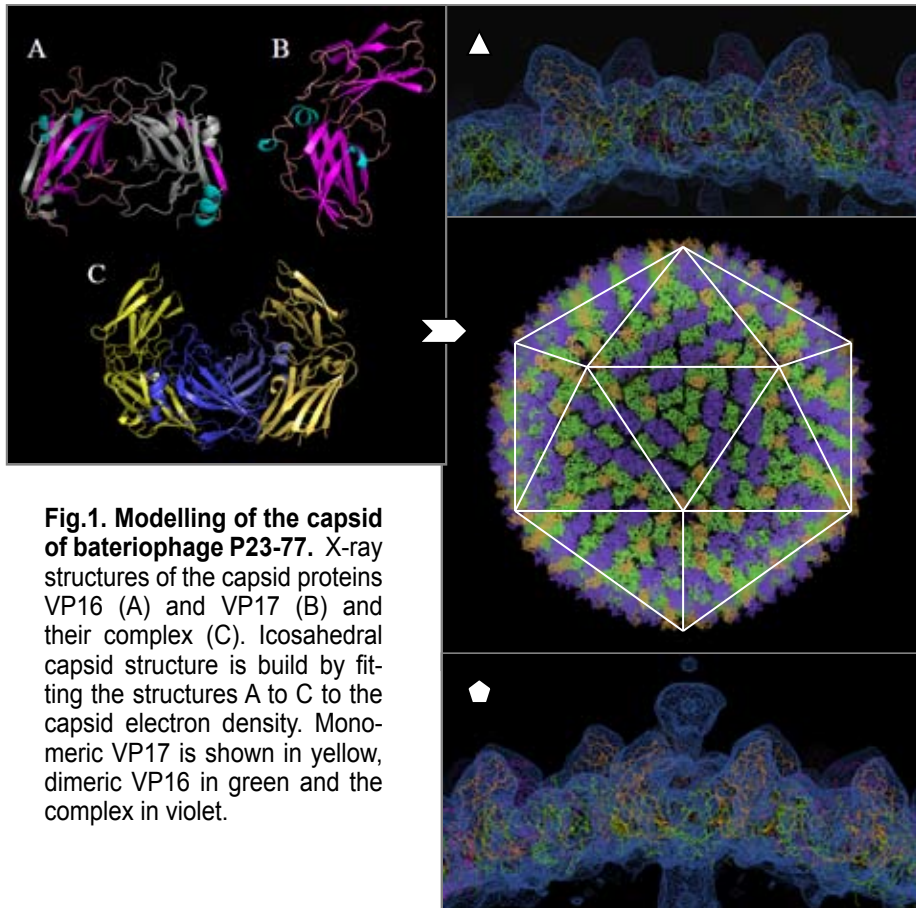 A
B
C
Fig.1. Modelling of the capsid
of bateriophage P23-77. X-ray
structures of the capsid proteins
VP16 (A) and VP17 (B) and
their complex (C). Icosahedral
capsid structure is build by fit-
ting the structures A to C to the
capsid electron density. Mono-
meric VP17 is shown in yellow,
dimeric VP16 in green and the
complex in violet.